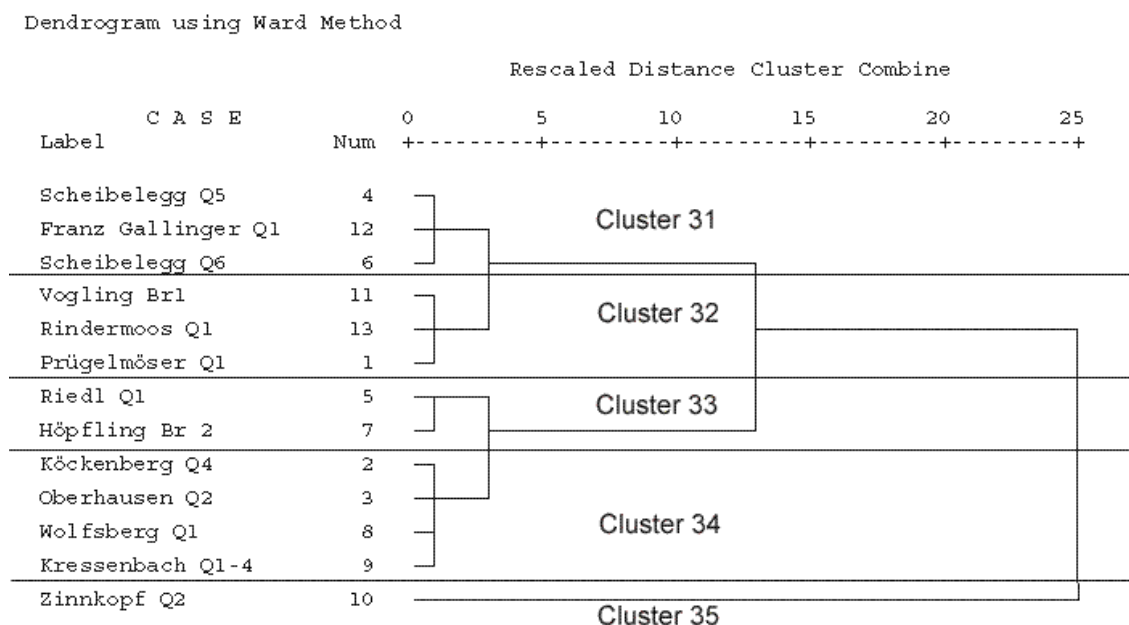 Dendrogram using Ward Method
Rescaled Distance Cluster Combine
C A S E 0 5 10 15 20 25
Label Num +---------+---------+---------+---------+---------+
Scheibelegg Q5 4
Cluster 31
Franz Gallinger Q1 12
Scheibelegg Q6 6
Vogling Br1 11
Cluster 32
Rindermoos Q1 13
Prügelmöser Q1 1
Riedl Q1 5
Cluster 33
Höpfling Br 2 7
Köckenberg Q4 2
Oberhausen Q2 3
Cluster 34
Wolfsberg Q1 8
Kressenbach Q1-4 9
Zinnkopf Q2 10
Cluster 35